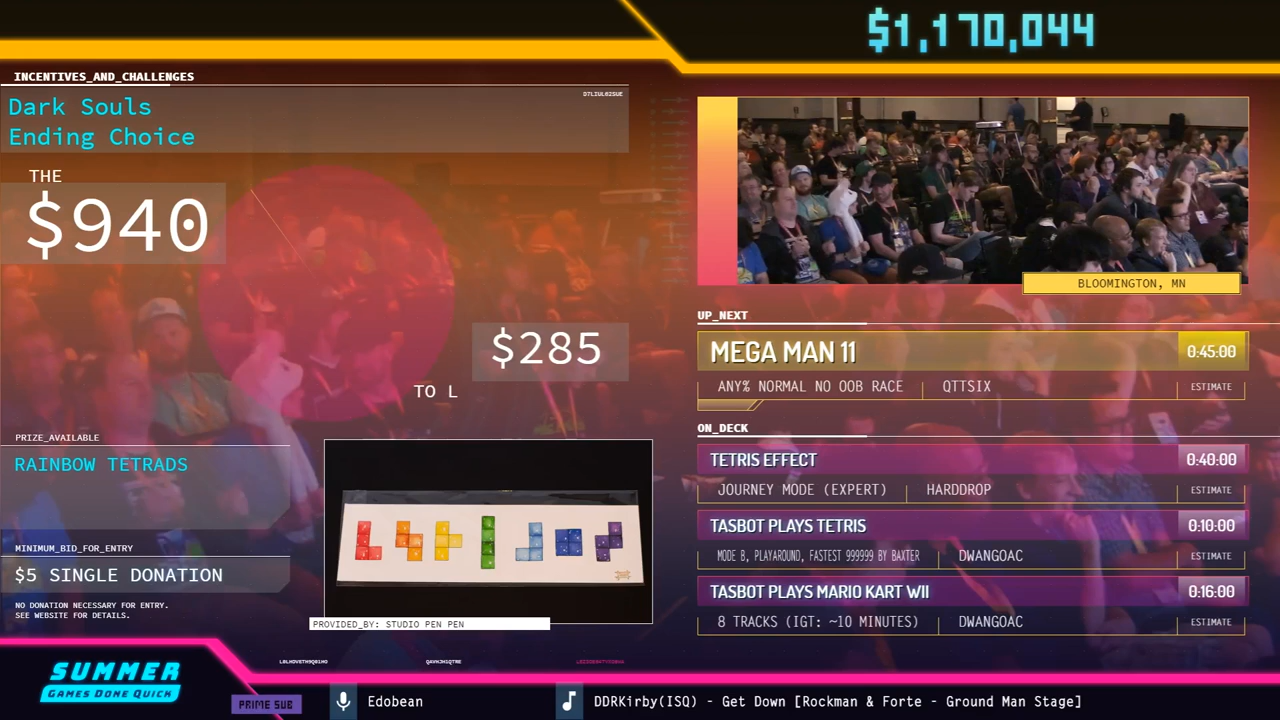 $1,170,044
INCENTIVES_AND_CHALLENGES
Dark Souls
Ending Choice
THE
$940
$285
TO L
PRIZE_AVAILABLE
RAINBOW TETRADS
MINIMUM_BID_FOR_ENTRY
$5 SINGLE DONATION
NO DONATION NECESSARY FOR ENTRY.
SEE WEBSITE FOR DETAILS.
PROVIDED_BY: STUDIO PEN PEN
BLOOMINGTON, MN
UP_NEXT
MEGA MAN 11 0:45:00
ANY% NORMAL NO OOB RACE QTTSIX ESTIMATE
ON_DECK
TETRIS EFFECT 0:40:00
JOURNEY MODE (EXPERT) HARDDROP ESTIMATE
TASBOT PLAYS TETRIS 0:10:00
MODE B, PLAYAROUND, FASTEST 999999 BY BAXTER DWANGOAC ESTIMATE
TASBOT PLAYS MARIO KART WII 0:16:00
8 TRACKS (IGT: ~10 MINUTES) DWANGOAC ESTIMATE
SUMMER
GAMES DONE QUICK
PRIME SUB
Edobean
DDRKirby(ISQ) - Get Down [Rockman & Forte - Ground Man Stage]